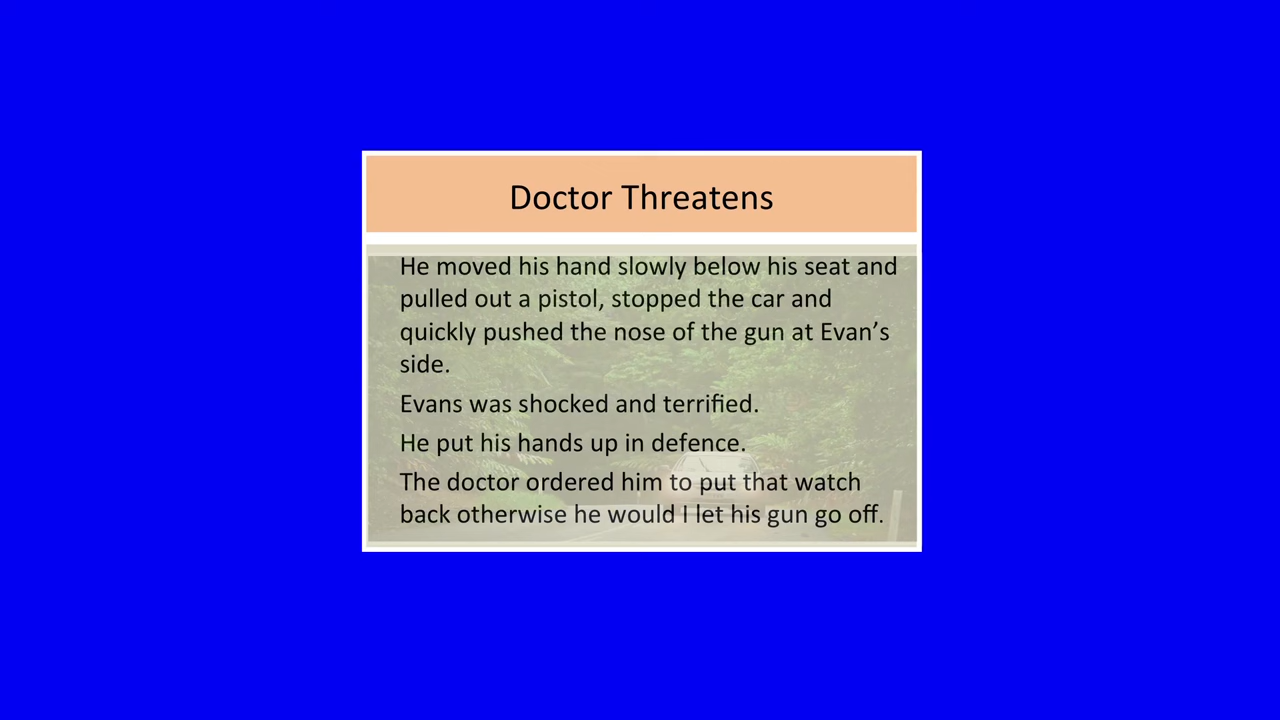 Doctor Threatens
He moved his hand slowly below his seat and
pulled out a pistol, stopped the car and
quickly pushed the nose of the gun at Evan’s
side.
Evans was shocked and terrified.
He put his hands up in defence.
The doctor ordered him to put that watch
back otherwise he would I let his gun go off.